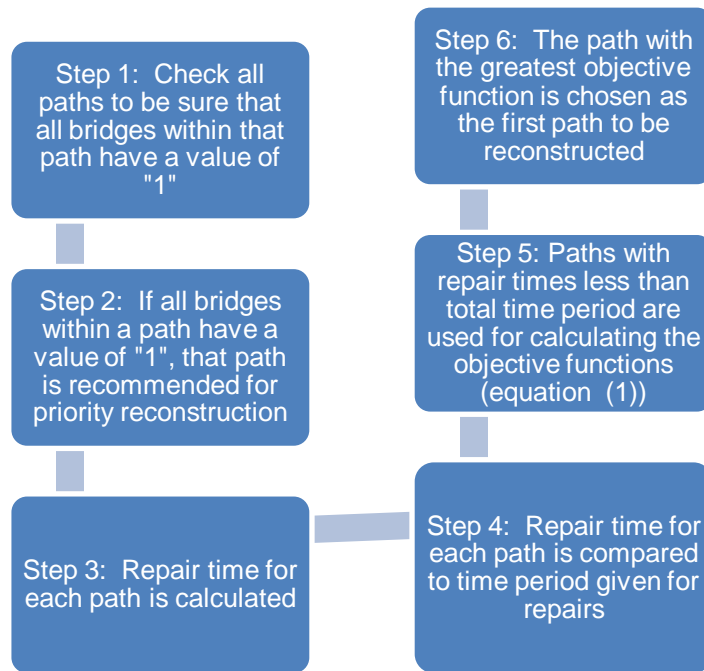 Step 1:  Check all
paths to be sure that
all bridges within that
path have a value of
"1"
Step 2:  If all bridges
within a path have a
value of "1", that path
is recommended for
priority reconstruction
Step 3:  Repair time for
each path is calculated
Step 4:  Repair time for
each path is compared
to time period given for
repairs
Step 5: Paths with
repair times less than
total time period are
used for calculating the
objective functions
(equation  (1))
Step 6:  The path with
the greatest objective
function is chosen as
the first path to be
reconstructed